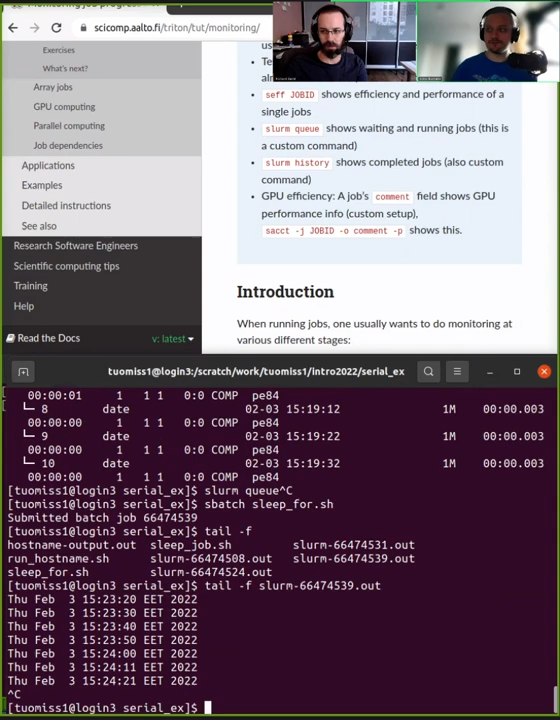 scicomp.aalto.fi/triton/tut/monitoring/
Exercises
What's next?
Array jobs
GPU computing
Parallel computing
Job dependencies
Applications
Examples
Detailed instructions
See also
Research Software Engineers
Scientific computing tips
Training
Help
Read the Docs
v: latest
seff JOBID shows efficiency and performance of a
single jobs
slurm queue shows waiting and running jobs (this is
a custom command)
slurm history shows completed jobs (also custom
command)
GPU efficiency: A job's comment field shows GPU
performance info (custom setup),
sacct -j JOBID -o comment -p shows this.
Introduction
When running jobs, one usually wants to do monitoring at
various different stages:
tuomiss1@login3:/scratch/work/tuomiss1/intro2022/serial_ex
00:00:01 1 1 1 0:0 COMP pe84
└─ 8 date 02-03 15:19:12 1M 00:00.003
00:00:00 1 1 1 0:0 COMP pe84
└─ 9 date 02-03 15:19:22 1M 00:00.003
00:00:00 1 1 1 0:0 COMP pe84
└─ 10 date 02-03 15:19:32 1M 00:00.003
00:00:00 1 1 1 0:0 COMP pe84
[tuomiss1@login3 serial_ex]$ slurm queue^C
[tuomiss1@login3 serial_ex]$ sbatch sleep_for.sh
Submitted batch job 66474539
[tuomiss1@login3 serial_ex]$ tail -f
hostname-output.out sleep_job.sh slurm-66474531.out
run_hostname.sh slurm-66474508.out slurm-66474539.out
sleep_for.sh slurm-66474524.out
[tuomiss1@login3 serial_ex]$ tail -f slurm-66474539.out
Thu Feb 3 15:23:20 EET 2022
Thu Feb 3 15:23:30 EET 2022
Thu Feb 3 15:23:40 EET 2022
Thu Feb 3 15:23:50 EET 2022
Thu Feb 3 15:24:00 EET 2022
Thu Feb 3 15:24:11 EET 2022
Thu Feb 3 15:24:21 EET 2022
^C
[tuomiss1@login3 serial_ex]$